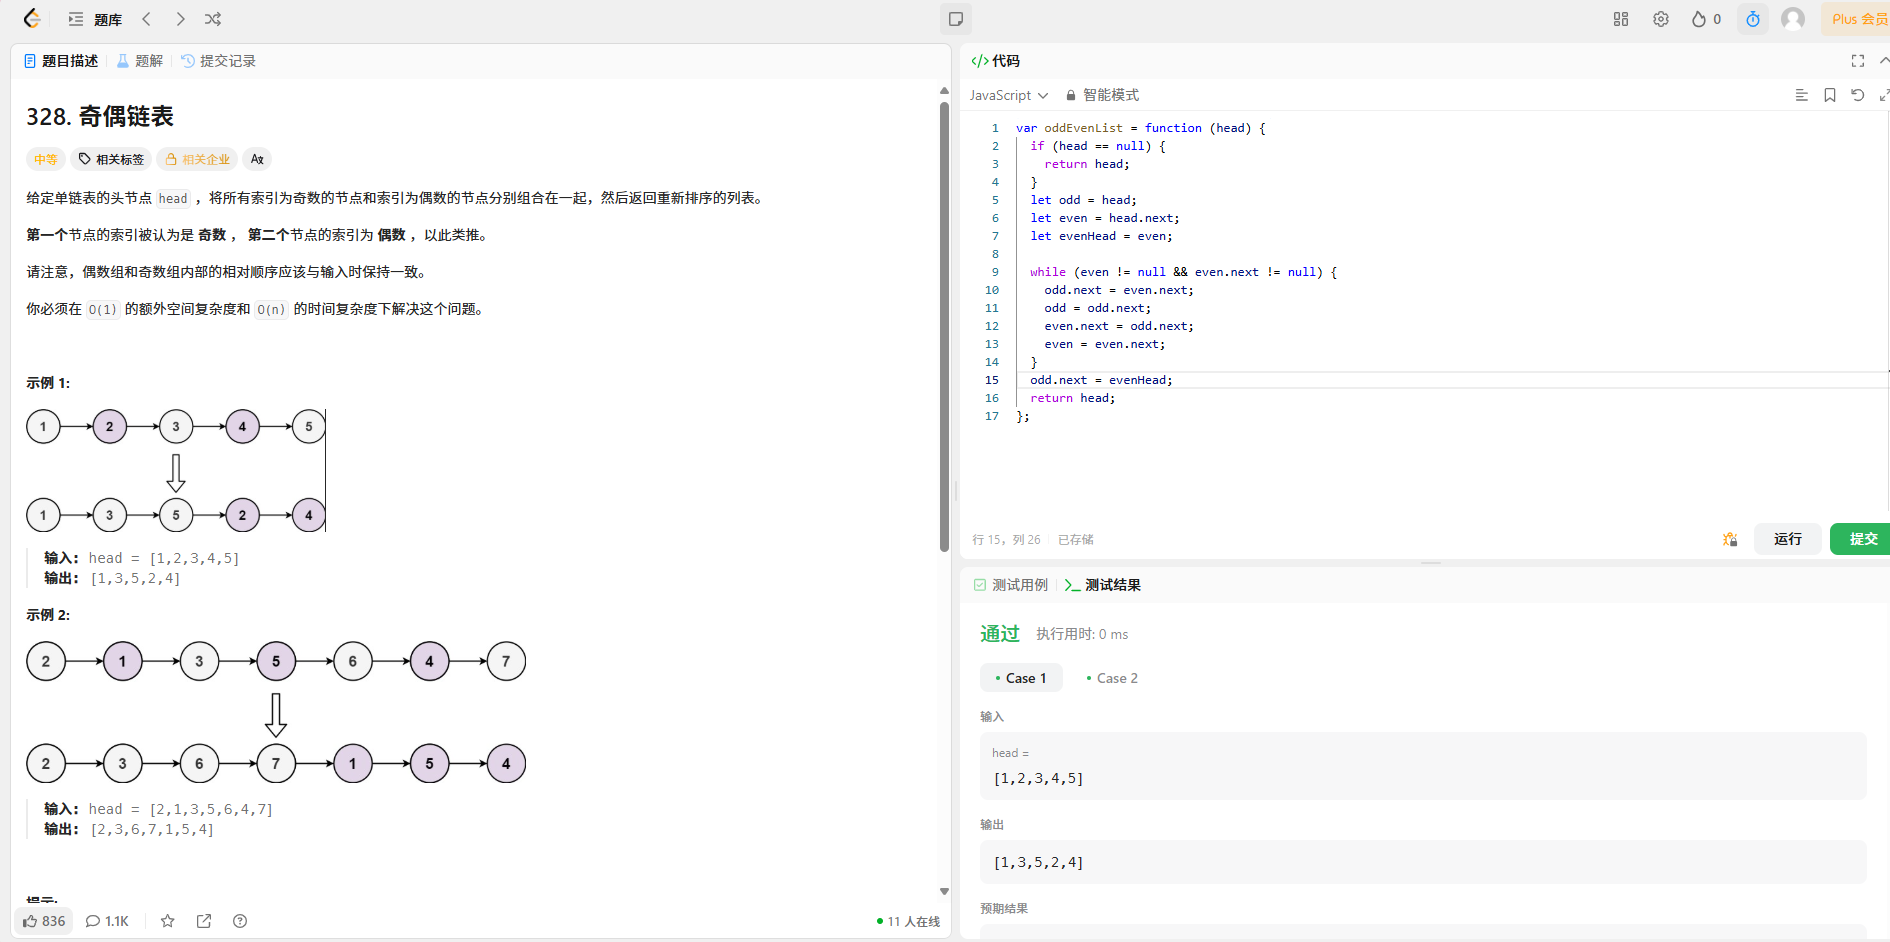 题库
0
Plus 会员
题目描述
题解
提交记录
328. 奇偶链表
中等
相关标签
相关企业
给定单链表的头节点 head ，将所有索引为奇数的节点和索引为偶数的节点分别组合在一起，然后返回重新排序的列表。
第一个节点的索引被认为是 奇数 ， 第二个节点的索引为 偶数 ，以此类推。
请注意，偶数组和奇数组内部的相对顺序应该与输入时保持一致。
你必须在 O(1) 的额外空间复杂度和 O(n) 的时间复杂度下解决这个问题。
示例 1:
1 2 3 4 5
1 3 5 2 4
输入: head = [1,2,3,4,5]
输出: [1,3,5,2,4]
示例 2:
2 1 3 5 6 4 7
2 3 6 7 1 5 4
输入: head = [2,1,3,5,6,4,7]
输出: [2,3,6,7,1,5,4]
提示:
836
1.1K
11 人在线
</> 代码
JavaScript
智能模式
1 var oddEvenList = function (head) {
2 if (head == null) {
3 return head;
4 }
5 let odd = head;
6 let even = head.next;
7 let evenHead = even;
8
9 while (even != null && even.next != null) {
10 odd.next = even.next;
11 odd = odd.next;
12 even.next = odd.next;
13 even = even.next;
14 }
15 odd.next = evenHead;
16 return head;
17 };
行 15，列 26
已存储
运行
提交
测试用例
测试结果
通过
执行用时: 0 ms
Case 1
Case 2
输入
head =
[1,2,3,4,5]
输出
[1,3,5,2,4]
预期结果